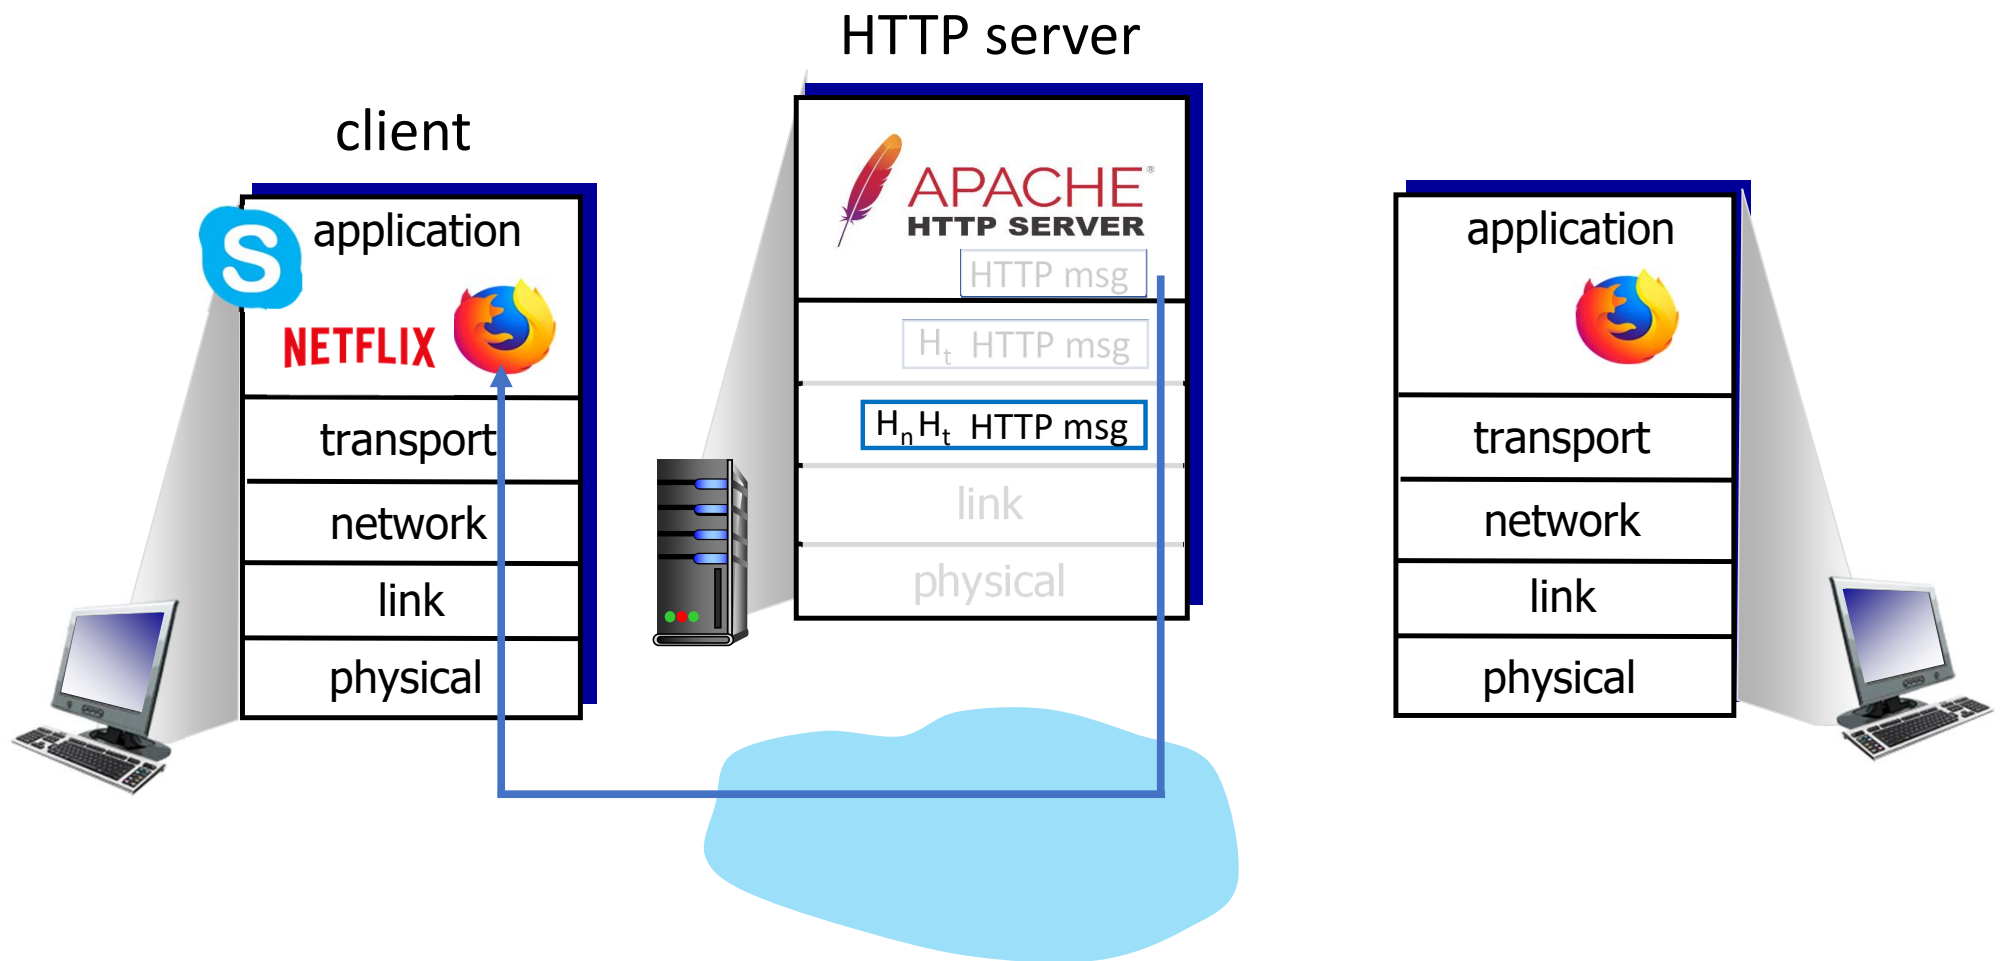 HTTP server
client
application
NETFLIX
transport
network
link
physical
APACHE®
HTTP SERVER
HTTP msg
Ht HTTP msg
Hn Ht HTTP msg
link
physical
application
transport
network
link
physical